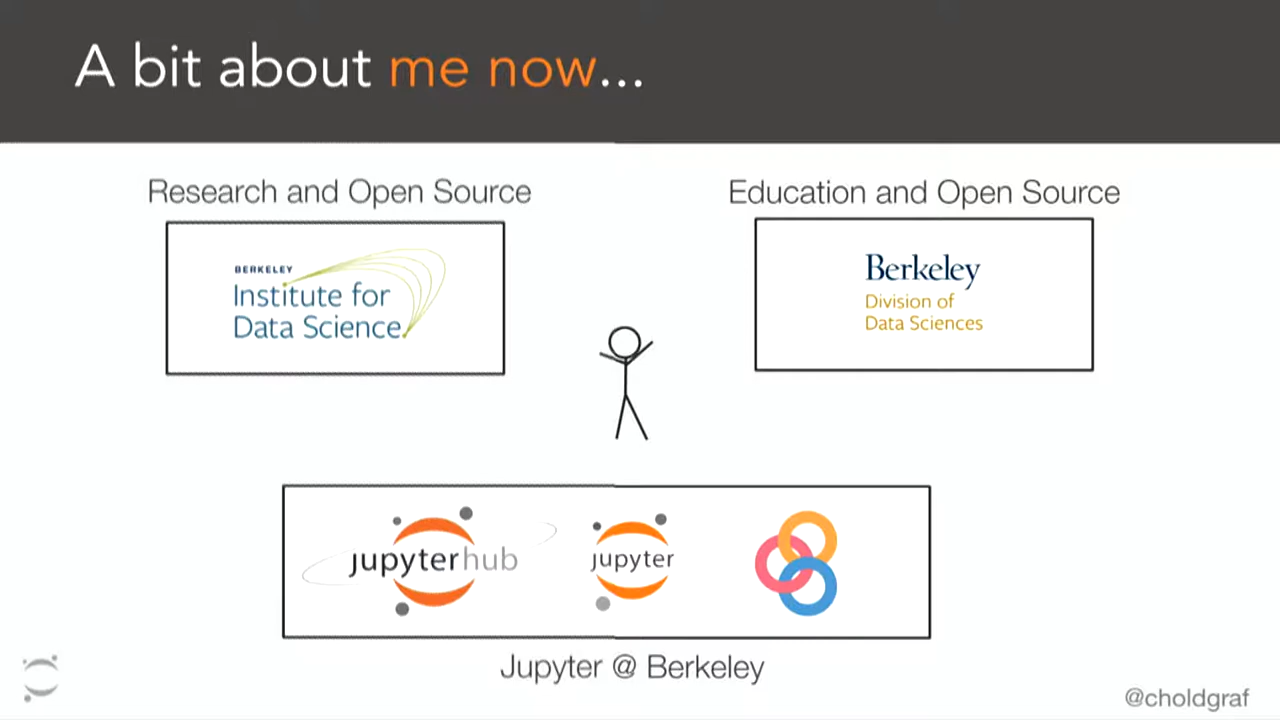 A bit about me now...
Research and Open Source
Education and Open Source
BERKELEY
Institute for
Data Science
Berkeley
Division of
Data Sciences
jupyterhub
jupyter
Jupyter @ Berkeley
@choldgraf